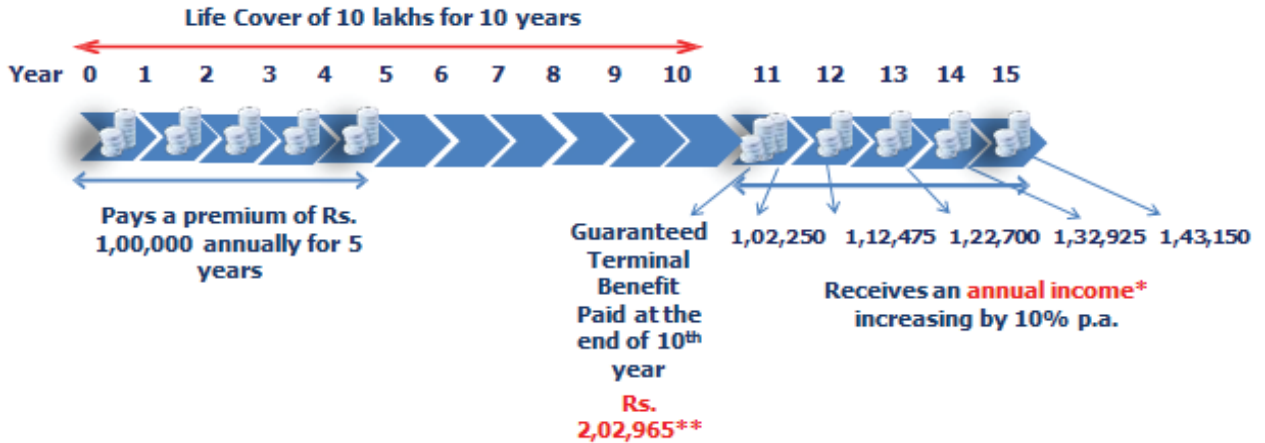 Life Cover of 10 lakhs for 10 years
Year 0 1 2 3 4 5 6 7 8 9 10 11 12 13 14 15
Pays a premium of Rs.
1,00,000 annually for 5
years
Guaranteed
Terminal
Benefit
Paid at the
end of 10th
year
Rs.
2,02,965**
1,02,250 1,12,475 1,22,700 1,32,925 1,43,150
Receives an annual income*
increasing by 10% p.a.